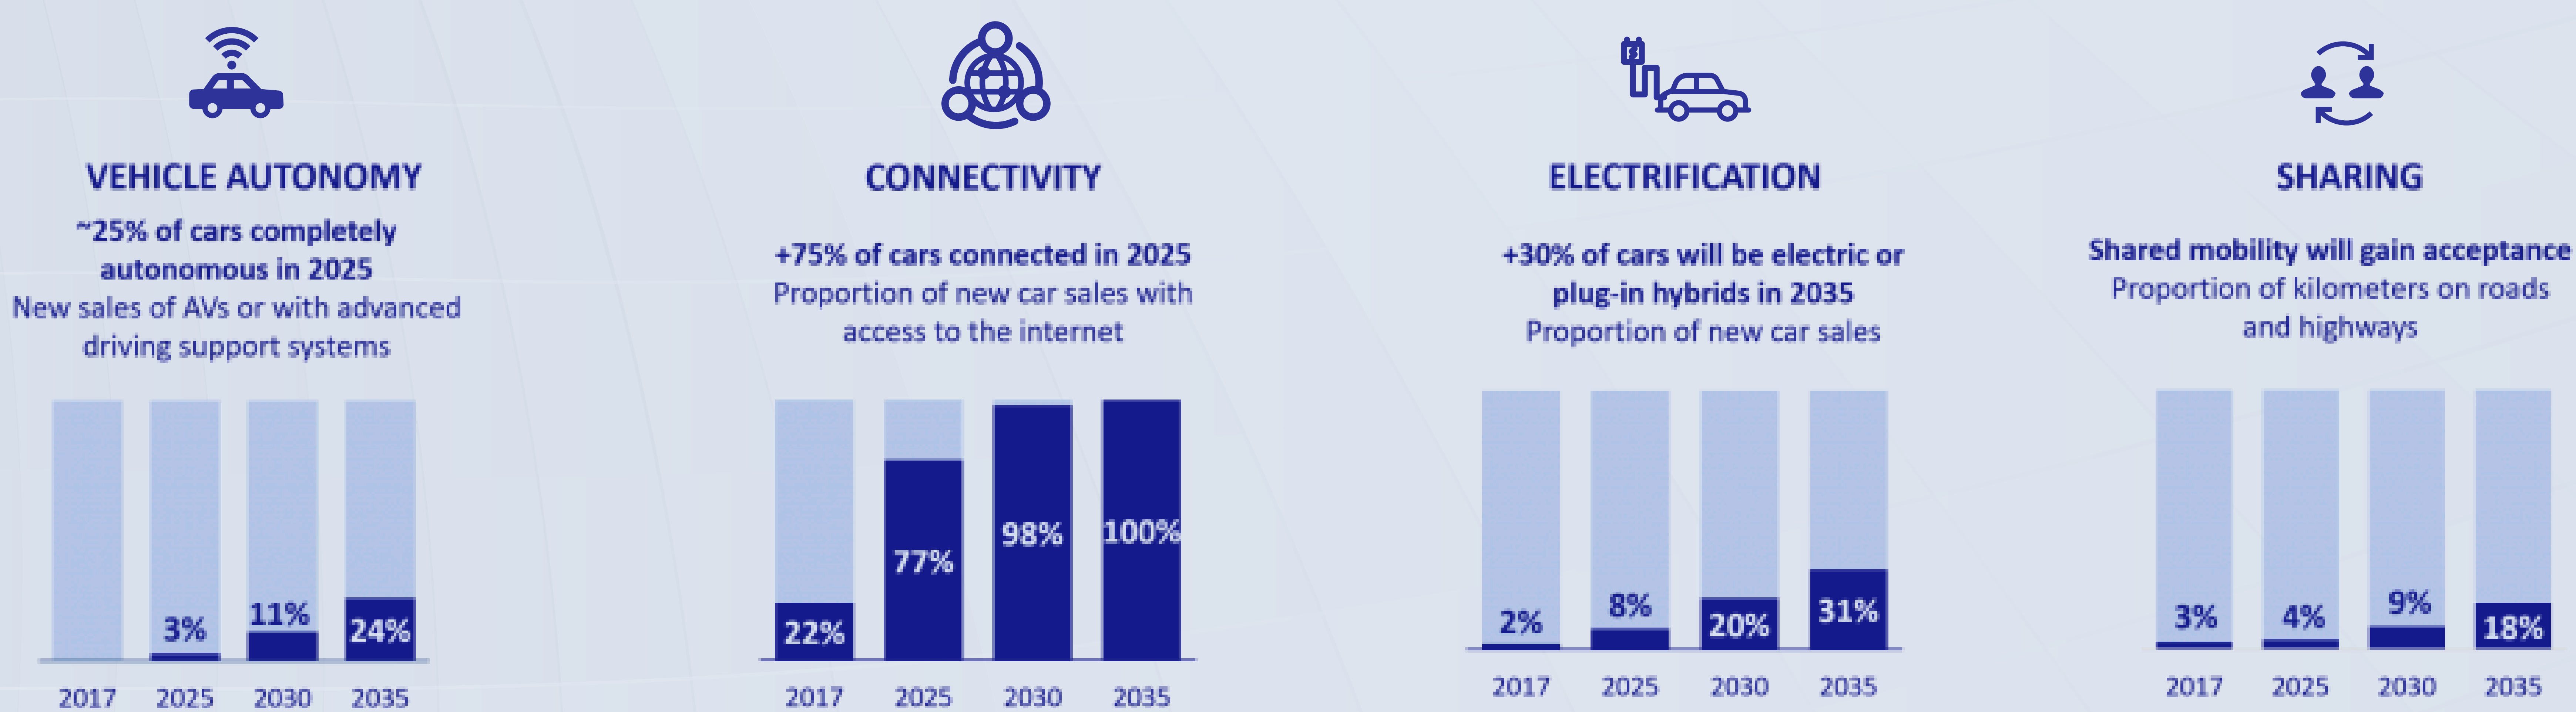 VEHICLE AUTONOMY
~25% of cars completely
autonomous in 2025
New sales of AVs or with advanced
driving support systems
3%
11%
24%
2017 2025 2030 2035
CONNECTIVITY
+75% of cars connected in 2025
Proportion of new car sales with
access to the internet
22%
77%
98%
100%
2017 2025 2030 2035
ELECTRIFICATION
+30% of cars will be electric or
plug-in hybrids in 2035
Proportion of new car sales
2%
8%
20%
31%
2017 2025 2030 2035
SHARING
Shared mobility will gain acceptance
Proportion of kilometers on roads
and highways
3%
4%
9%
18%
2017 2025 2030 2035